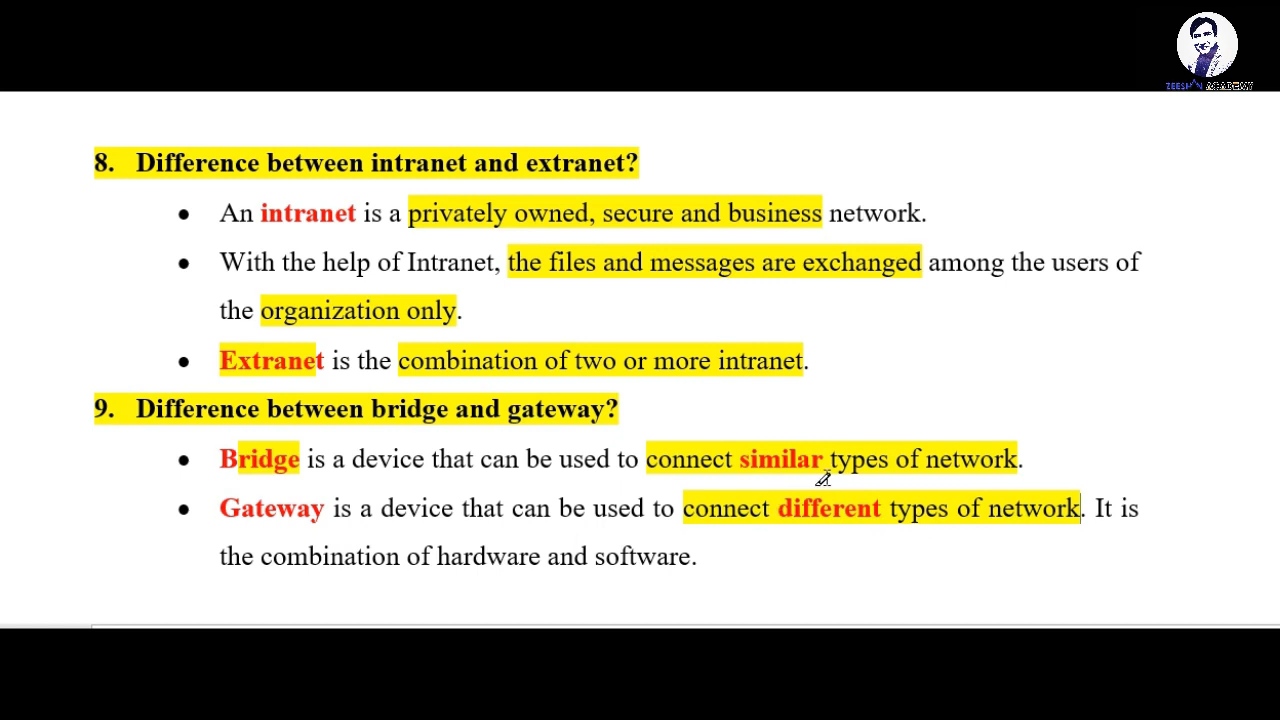 ZEESHAN ACADEMY
8. Difference between intranet and extranet?
• An intranet is a privately owned, secure and business network.
• With the help of Intranet, the files and messages are exchanged among the users of
the organization only.
• Extranet is the combination of two or more intranet.
9. Difference between bridge and gateway?
• Bridge is a device that can be used to connect similar types of network.
• Gateway is a device that can be used to connect different types of network. It is
the combination of hardware and software.